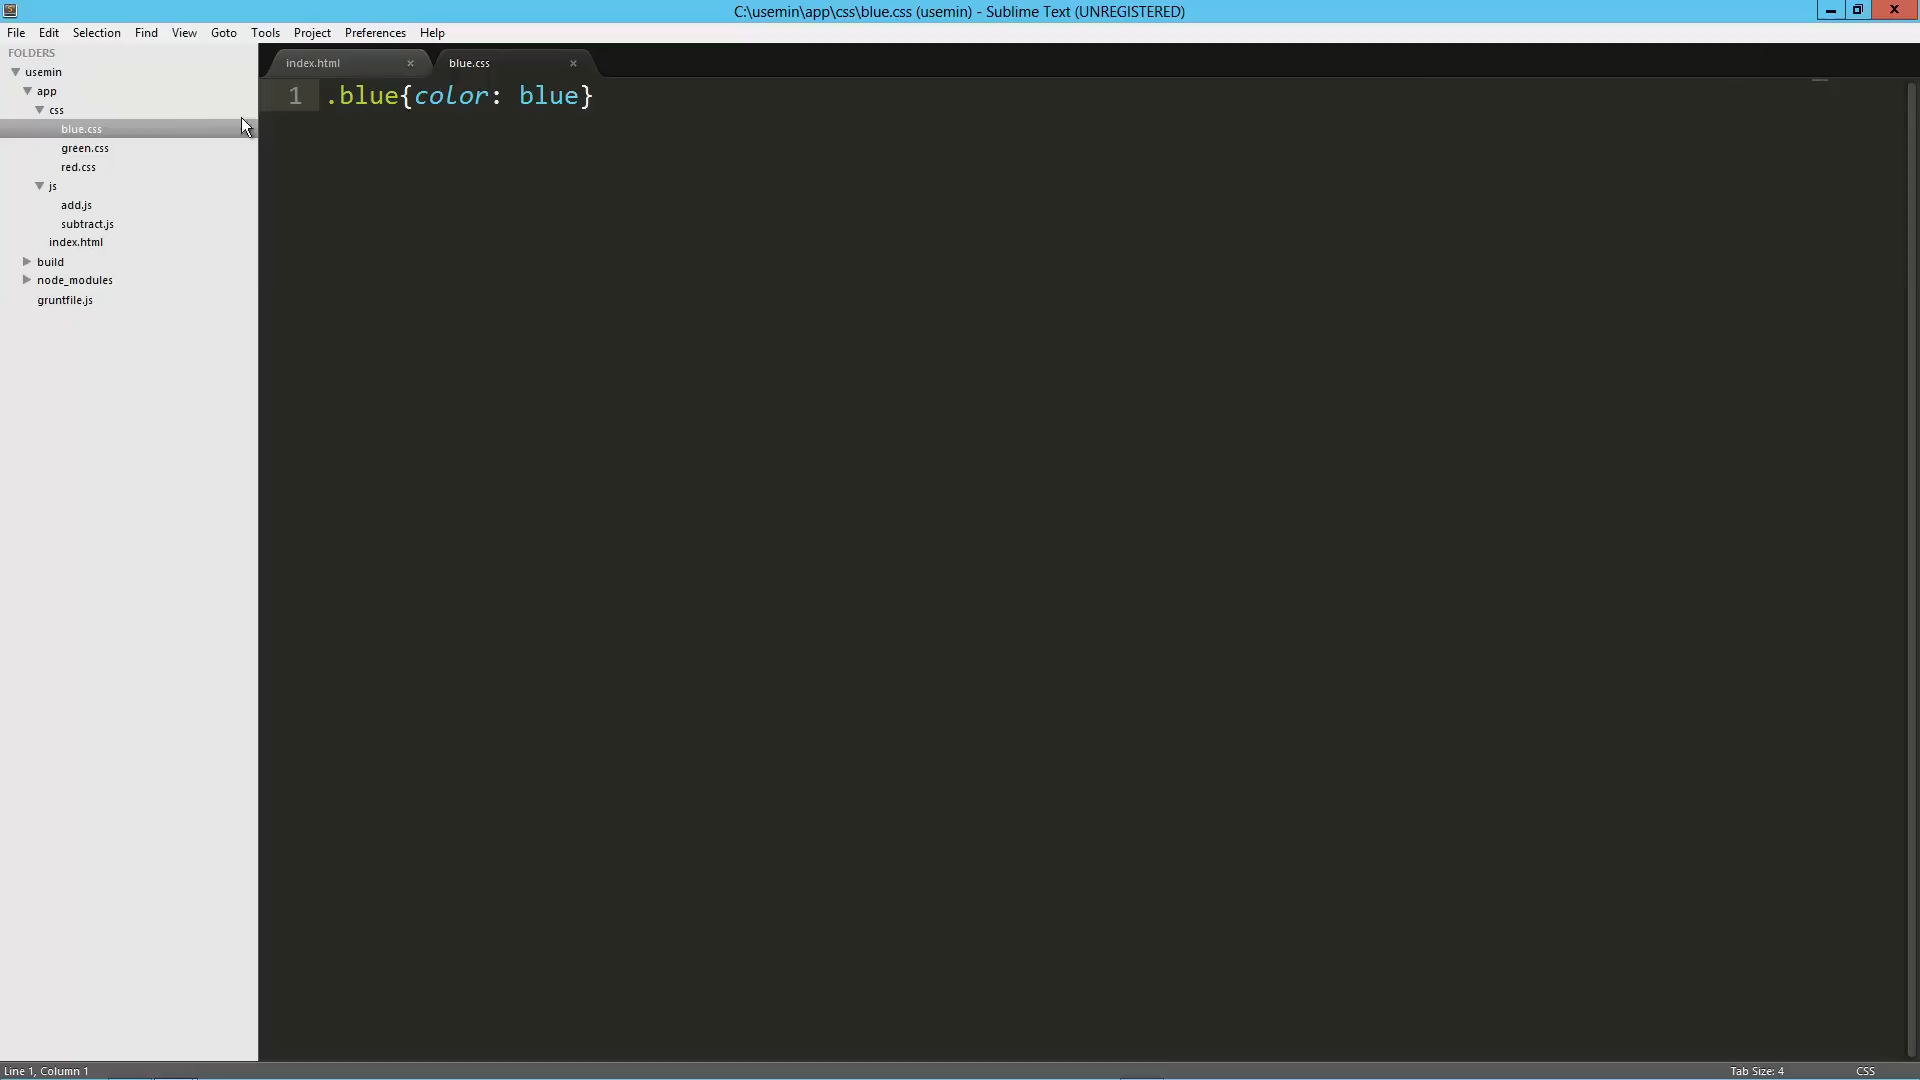 C:\usemin\app\css\blue.css (usemin) - Sublime Text (UNREGISTERED)
File Edit Selection Find View Goto Tools Project Preferences Help
FOLDERS
usemin
app
css
blue.css
green.css
red.css
js
add.js
subtract.js
index.html
build
node_modules
gruntfile.js
index.html × blue.css ×
1 .blue{color: blue}
Line 1, Column 1 Tab Size: 4 CSS